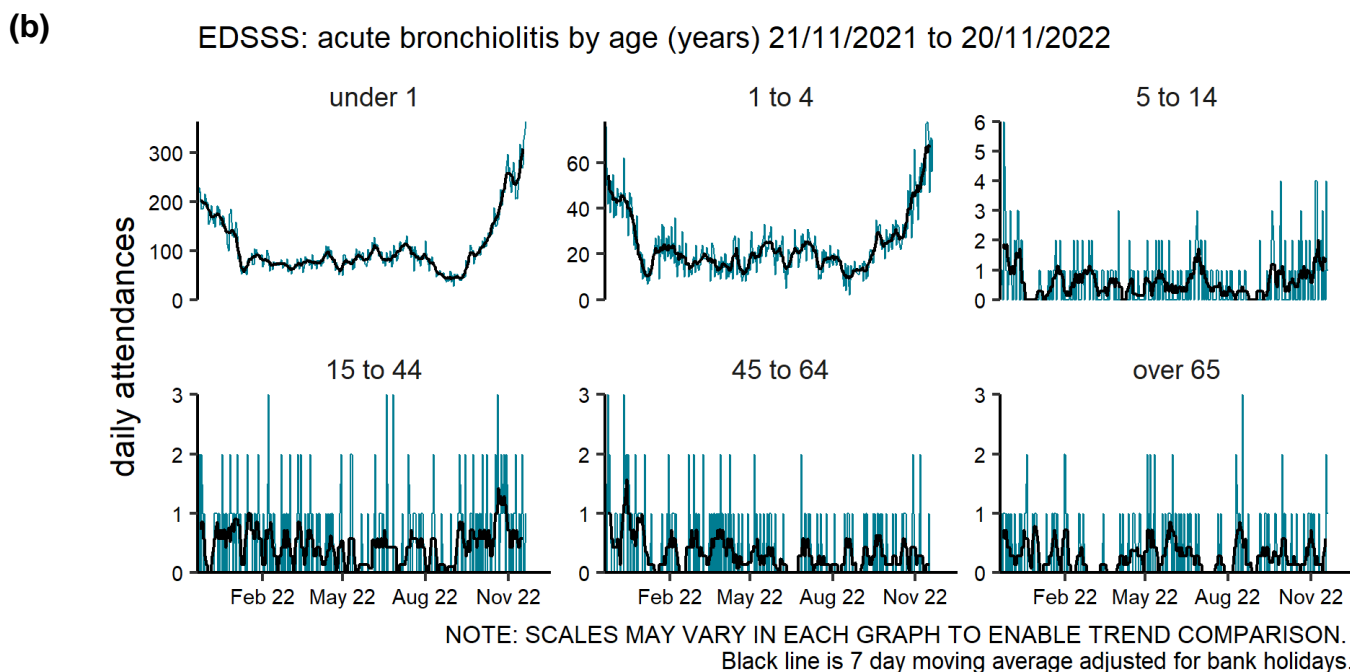 (b)
EDSSS: acute bronchiolitis by age (years) 21/11/2021 to 20/11/2022
daily attendances
under 1
300
200
100
0
1 to 4
60
40
20
0
5 to 14
6
5
4
3
2
1
0
15 to 44
3
2
1
0
Feb 22 May 22 Aug 22 Nov 22
45 to 64
3
2
1
0
Feb 22 May 22 Aug 22 Nov 22
over 65
3
2
1
0
Feb 22 May 22 Aug 22 Nov 22
NOTE: SCALES MAY VARY IN EACH GRAPH TO ENABLE TREND COMPARISON.
Black line is 7 day moving average adjusted for bank holidays.